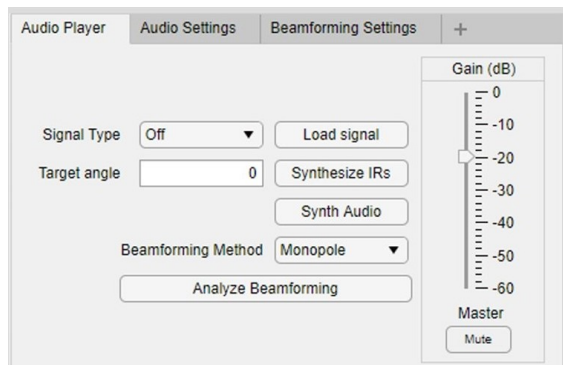 Audio Player
Audio Settings
Beamforming Settings
+
Signal Type
Off
Load signal
Target angle
0
Synthesize IRs
Synth Audio
Beamforming Method
Monopole
Analyze Beamforming
Gain (dB)
0
-10
-20
-30
-40
-50
-60
Master
Mute